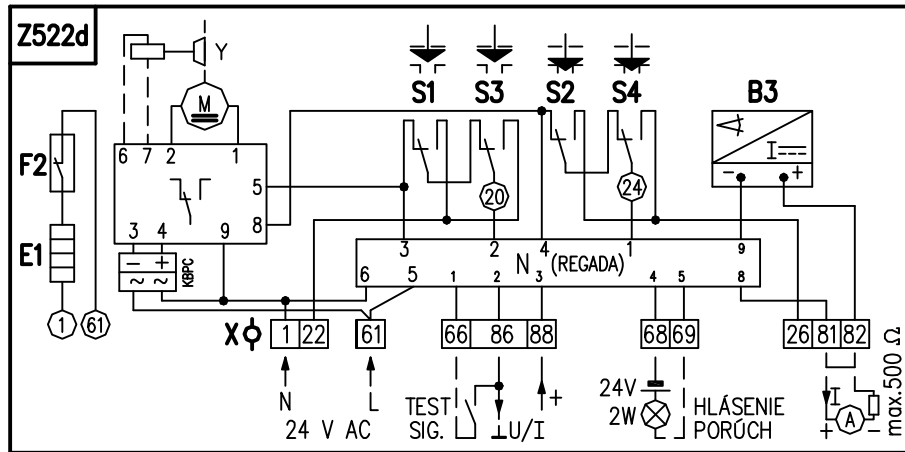 Z522d
Y
S1 S3 S2 S4 B3
M
6 7 2 1
F2
5
8
20
24
I
- +
3 4 9
- +
~ ~
KBPC
E1
3 2 4 1 9
N (REGADA)
6 5 1 2 3 4 5 8
1 61
X 1 22 61 66 86 88 68 69 26 81 82
N L
24 V AC
TEST
SIG.
U/I
+
24V
2W
HLÁSENIE
PORÚCH
I
+ A -
max.500 Ω